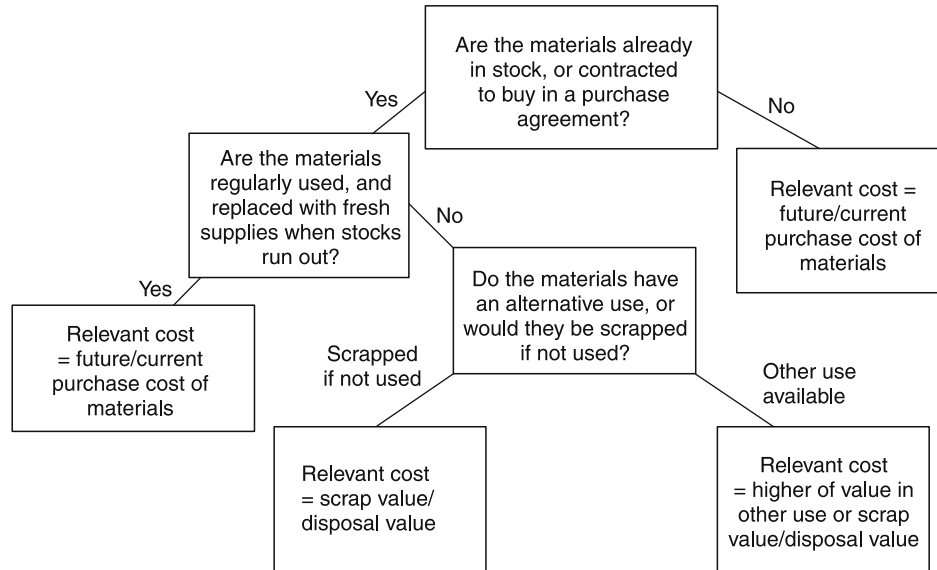 Are the materials already
in stock, or contracted
to buy in a purchase
agreement?
Yes
No
Are the materials
regularly used, and
replaced with fresh
supplies when stocks
run out?
Relevant cost =
future/current
purchase cost of
materials
No
Yes
Do the materials have
an alternative use, or
would they be scrapped
if not used?
Relevant cost
= future/current
purchase cost of
materials
Scrapped
if not used
Other use
available
Relevant cost
= scrap value/
disposal value
Relevant cost
= higher of value in
other use or scrap
value/disposal value